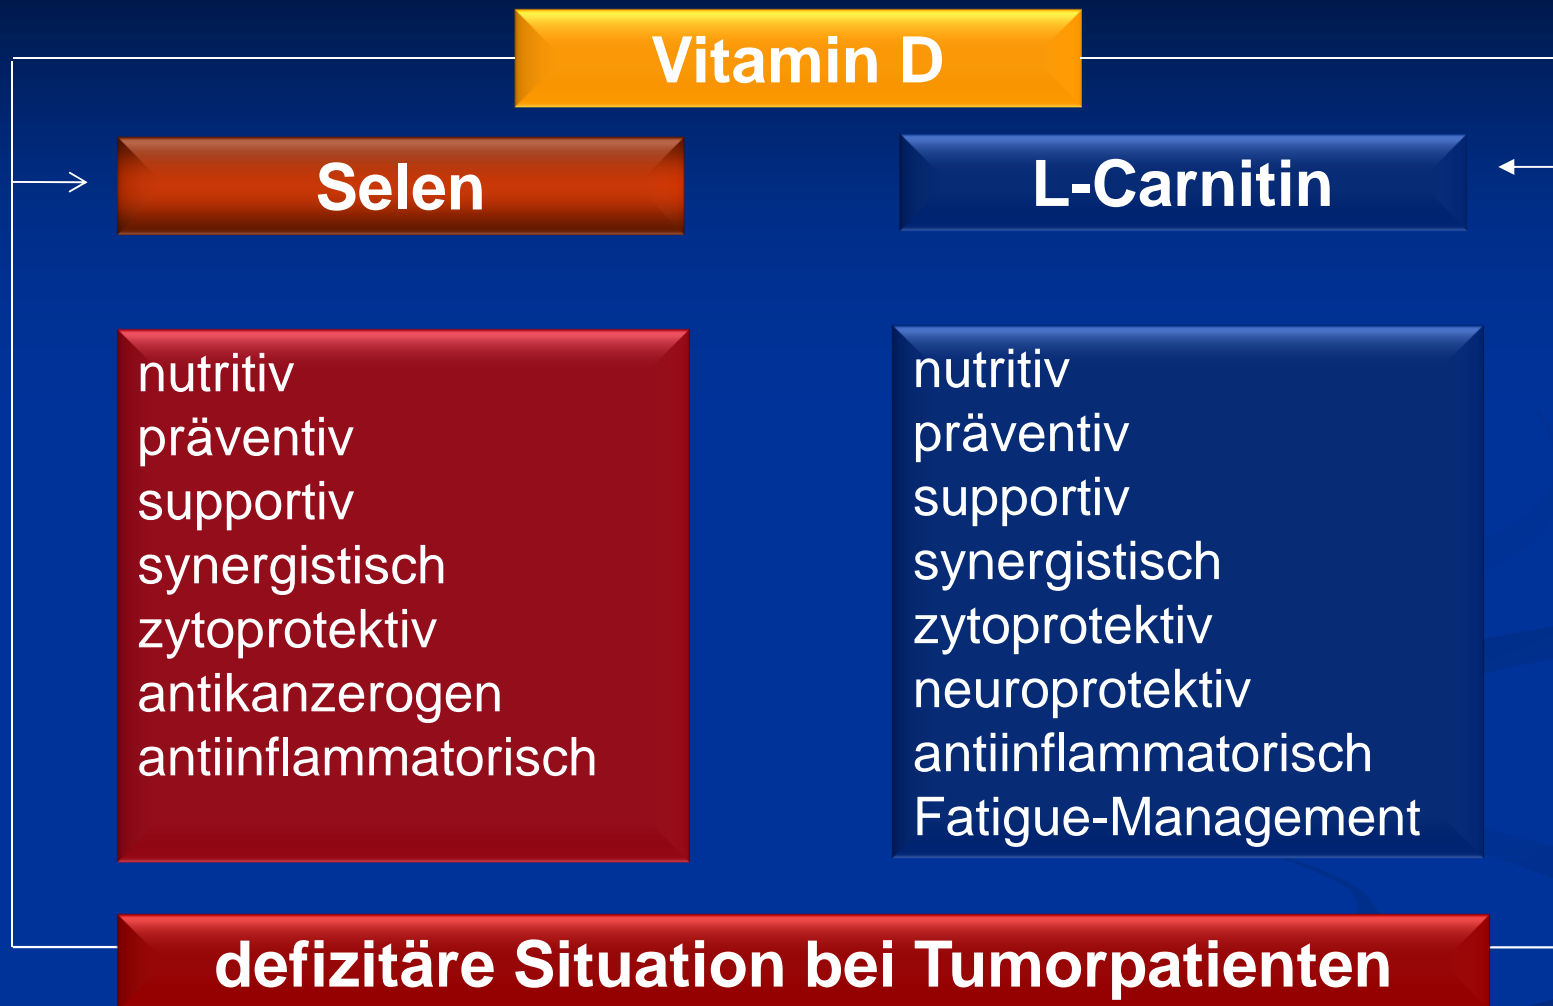 Vitamin D
Selen
L-Carnitin
nutritiv
präventiv
supportiv
synergistisch
zytoprotektiv
antikanzerogen
antiinflammatorisch
nutritiv
präventiv
supportiv
synergistisch
zytoprotektiv
neuroprotektiv
antiinflammatorisch
Fatigue-Management
defizitäre Situation bei Tumorpatienten